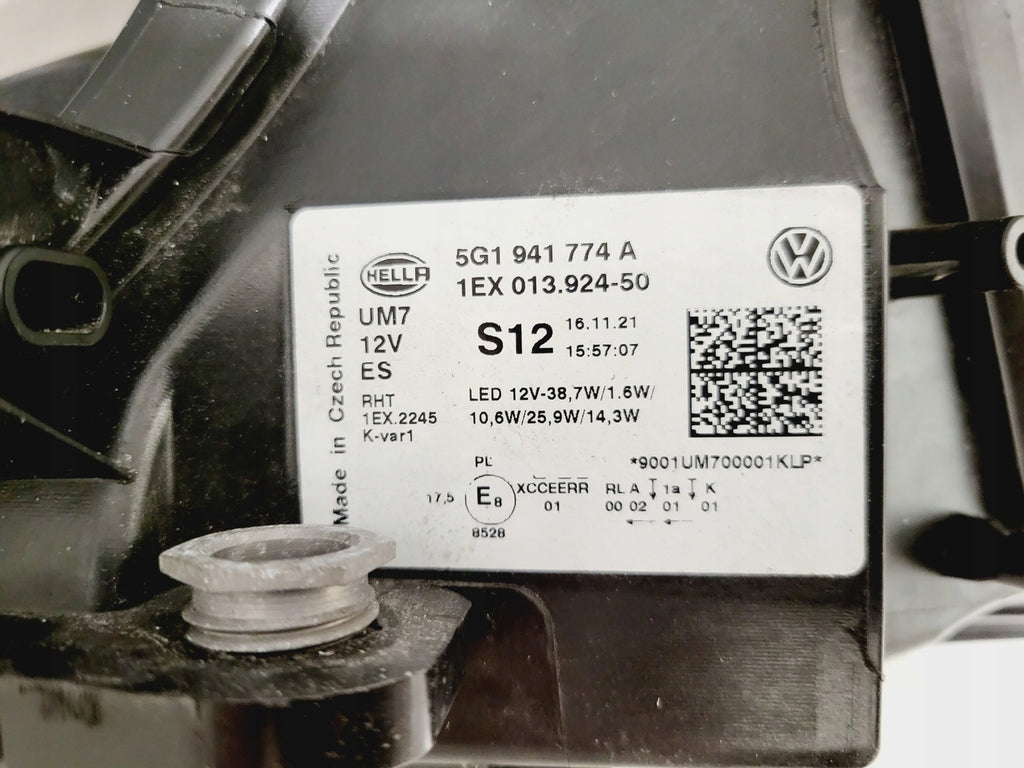 Made in Czech Republic
HELLA
5G1 941 774 A
1EX 013.924-50
VW
UM7
12V
ES
S12
16.11.21
15:57:07
RHT
1EX.2245
K-var1
LED 12V-38,7W/1.6W/
10,6W/25,9W/14,3W
*9001UM700001KLP*
PL
17,5
E8
XCCEERR
01
RL A 1a K
00 02 01 01
8528